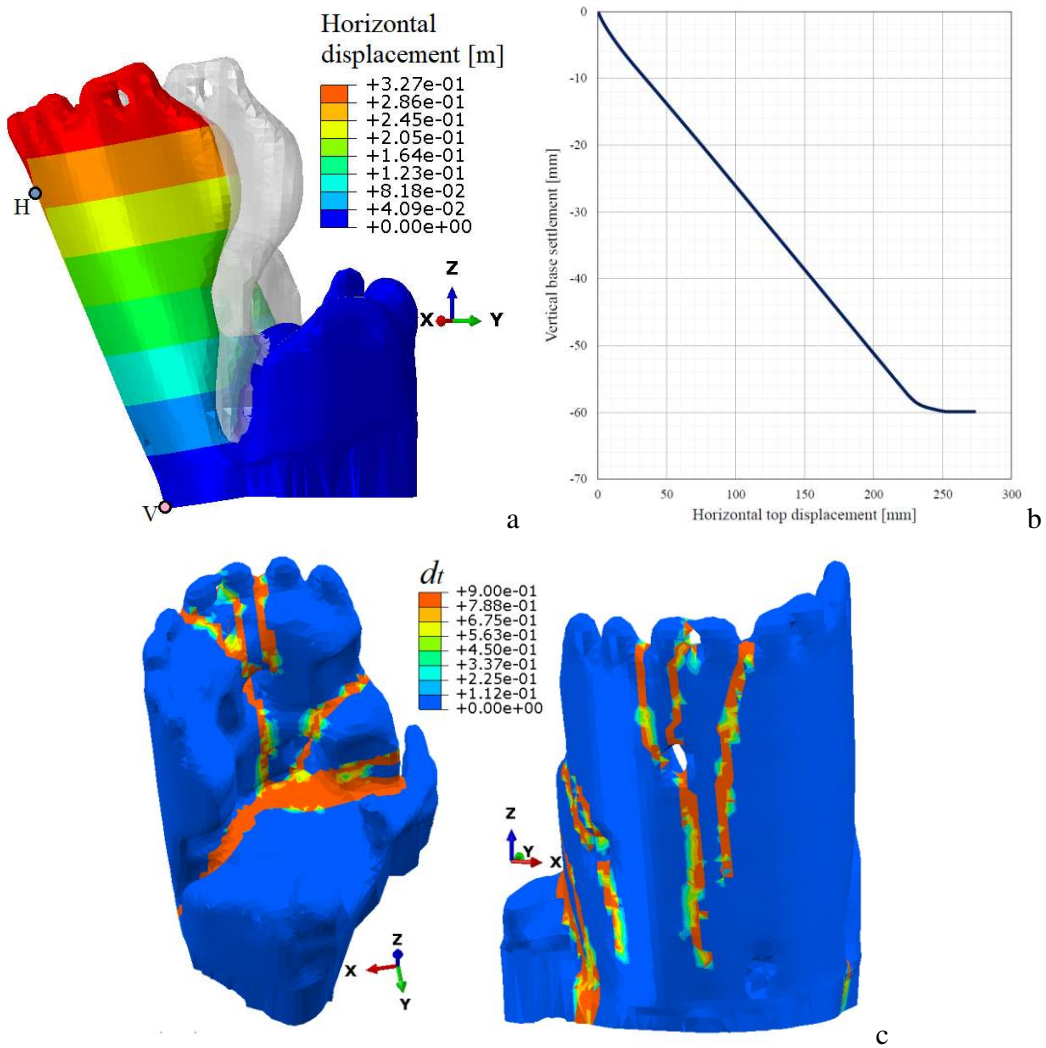 Horizontal
displacement [m]
+3.27e-01
+2.86e-01
+2.45e-01
+2.05e-01
+1.64e-01
+1.23e-01
+8.18e-02
+4.09e-02
+0.00e+00
H
V
Z
X
Y
a
0
-10
-20
-30
-40
-50
-60
-70
Vertical base settlement [mm]
0
50
100
150
200
250
300
Horizontal top displacement [mm]
b
dt
+9.00e-01
+7.88e-01
+6.75e-01
+5.63e-01
+4.50e-01
+3.37e-01
+2.25e-01
+1.12e-01
+0.00e+00
Z
X
Y
Z
Y
X
c